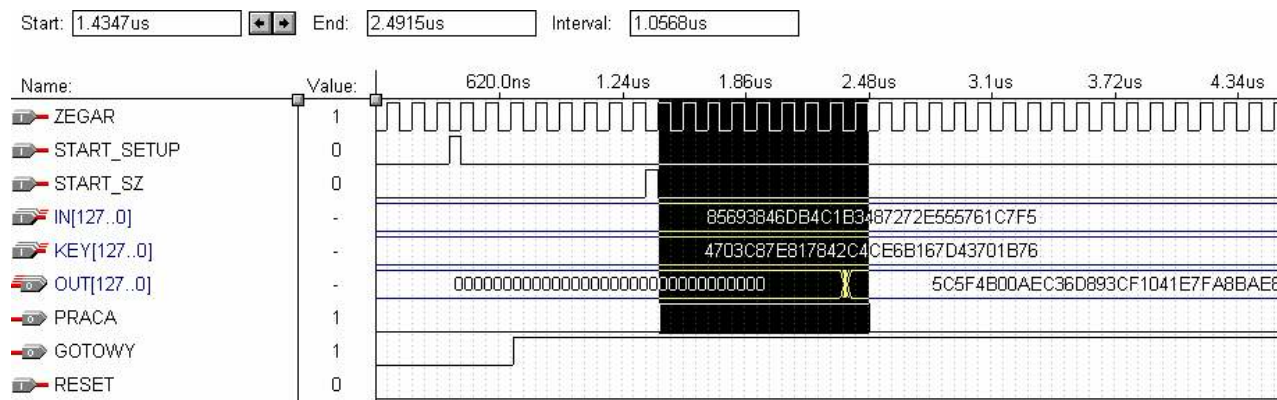 Start: 1.4347us End: 2.4915us Interval: 1.0568us
Name: Value: 620.0ns 1.24us 1.86us 2.48us 3.1us 3.72us 4.34us
ZEGAR 1
START_SETUP 0
START_SZ 0
IN[127..0] - 85693846DB4C1B3487272E555761C7F5
KEY[127..0] - 4703C87E817842C4CE6B167D43701B76
OUT[127..0] - 00000000000000000000000000000000 5C5F4B00AEC36D893CF1041E7FA8BAE8
PRACA 1
GOTOWY 1
RESET 0